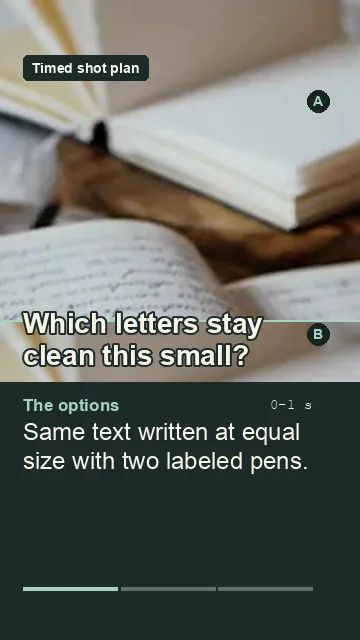 Timed shot plan
A
Which letters stay
clean this small?
B
The options
0–1 s
Same text written at equal
size with two labeled pens.